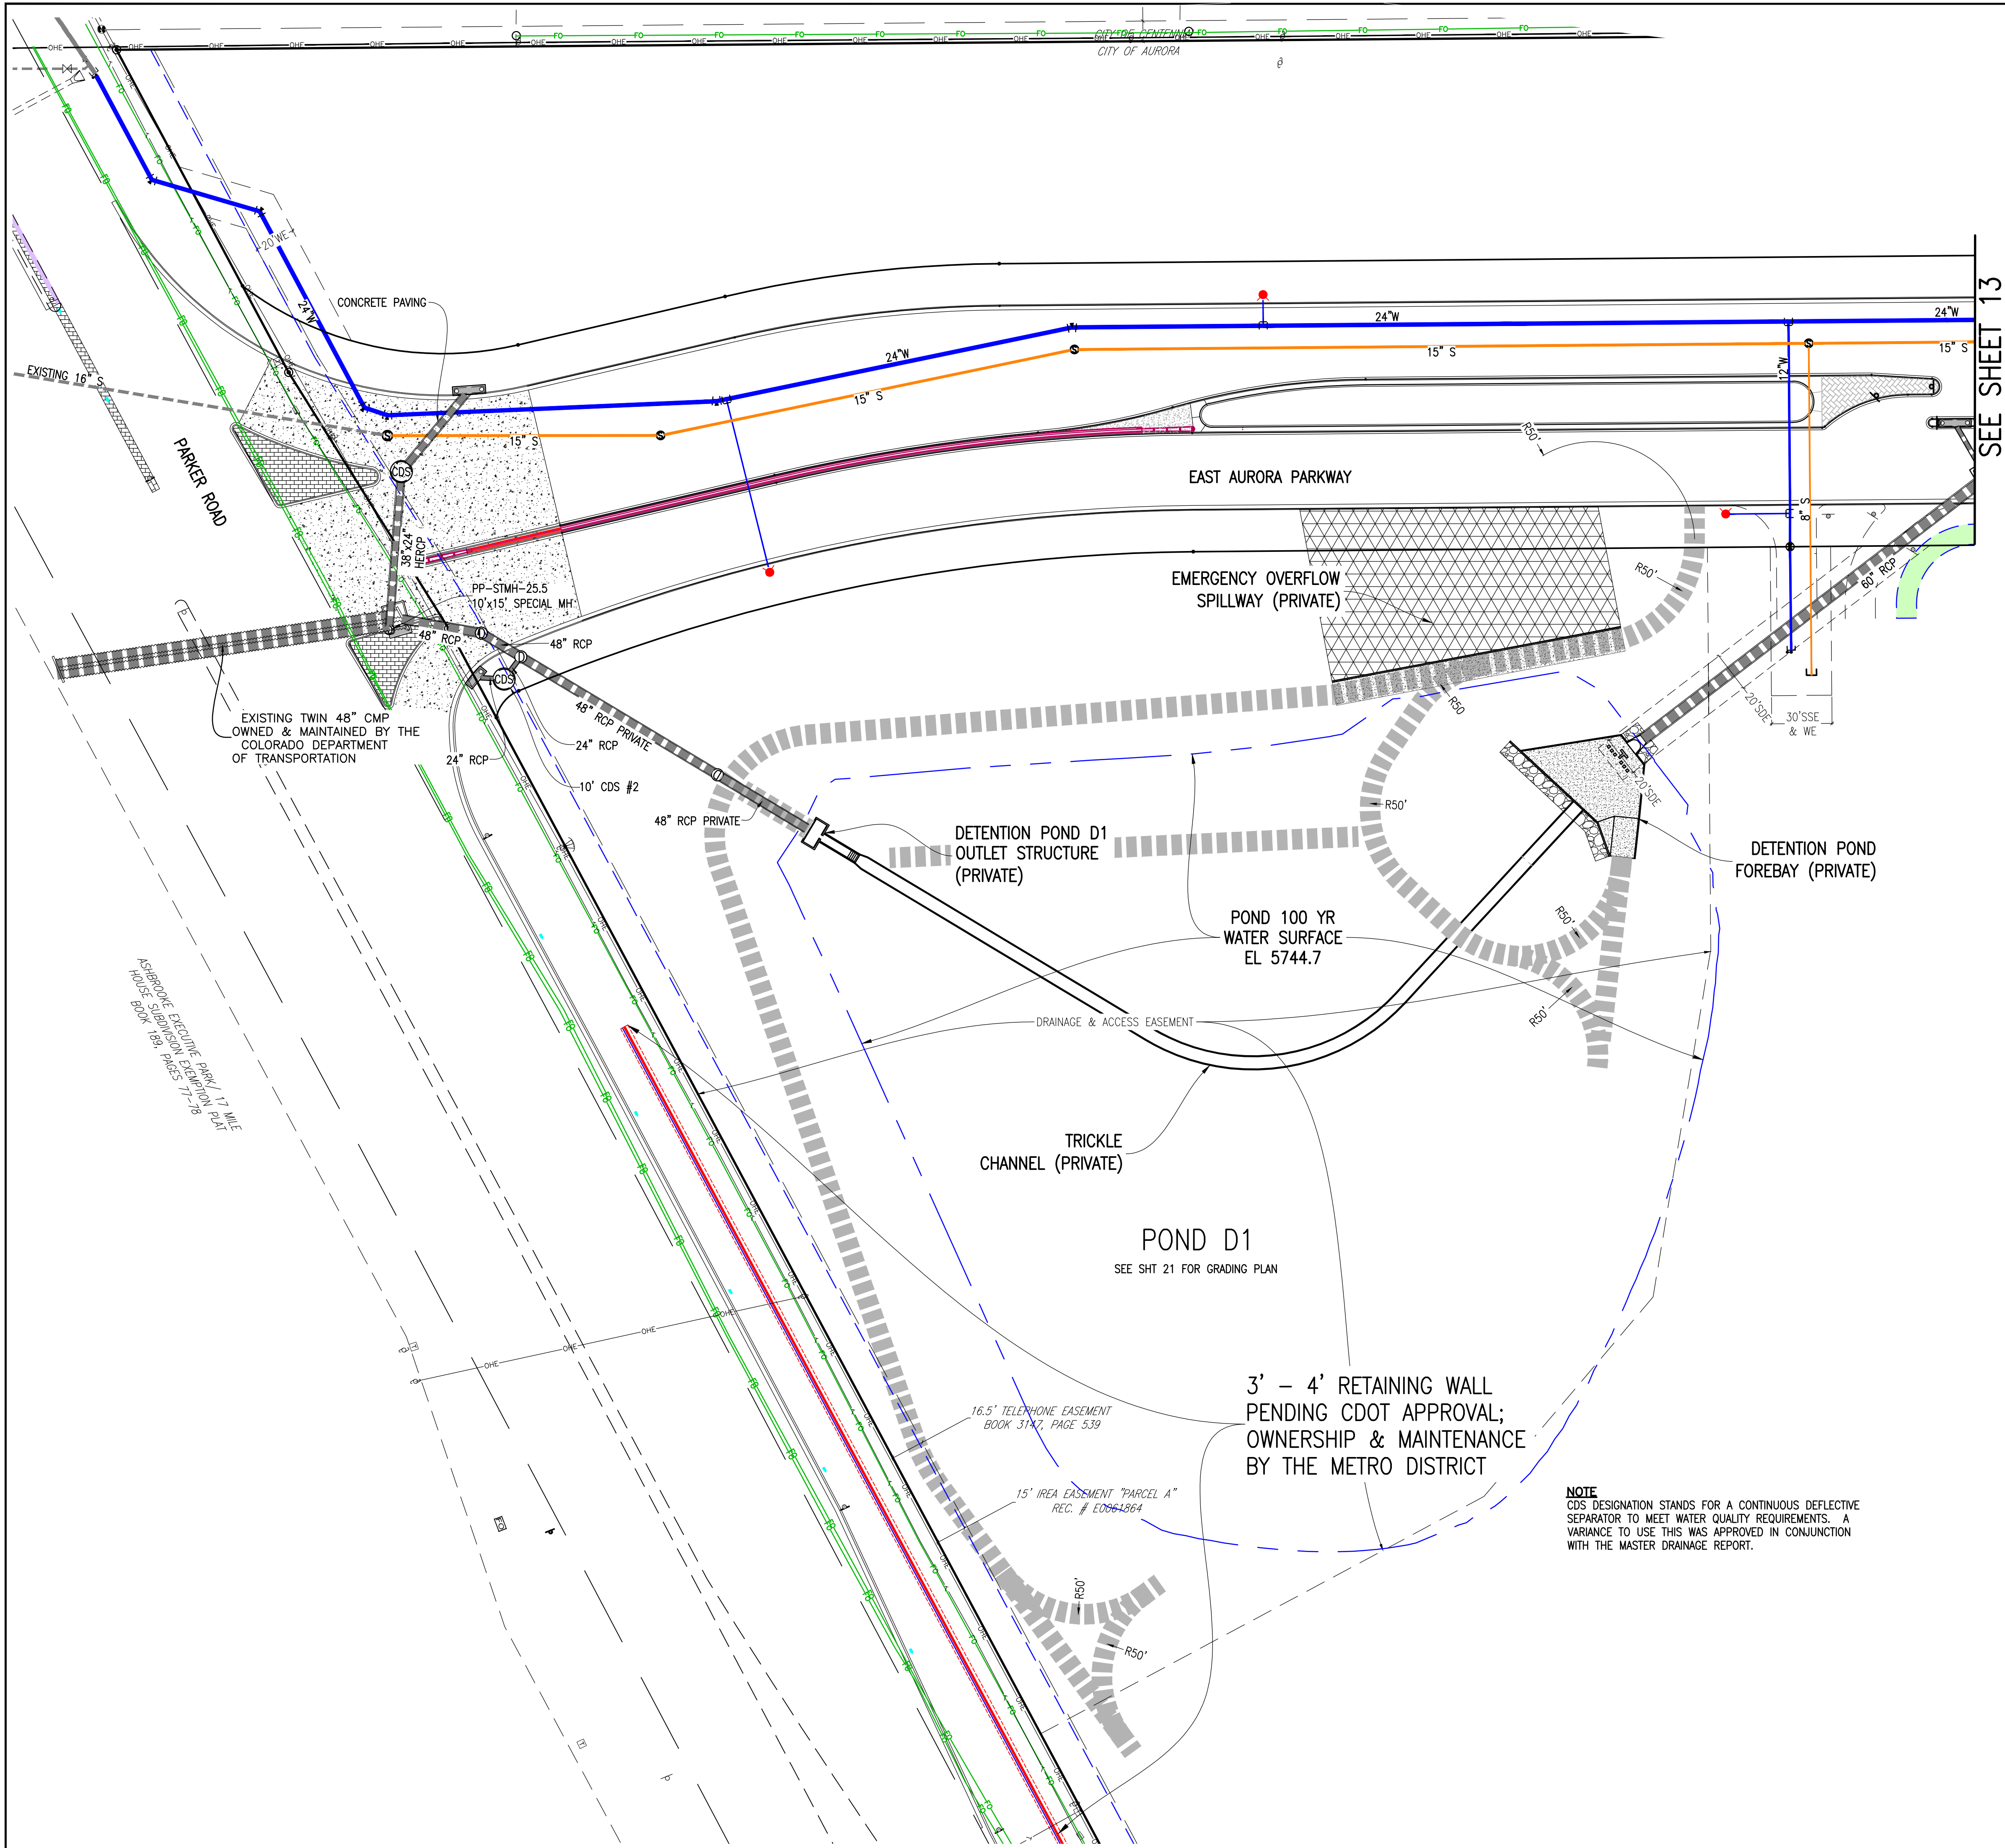 CITY OF CENTENNIAL
CITY OF AURORA
OHE
FO
20'WE
CONCRETE PAVING
24"W
24"W
24"W
24"W
SEE SHEET 13
EXISTING 16" S
15" S
15" S
15" S
15" S
12"W
PARKER ROAD
CDS
EAST AURORA PARKWAY
R50'
8" S
38"x24"
HERCP
PP-STMH-25.5
10'x15' SPECIAL MH
EMERGENCY OVERFLOW
SPILLWAY (PRIVATE)
R50'
60" RCP
48" RCP
48" RCP
CDS
48" RCP PRIVATE
R50
20'SDE
30'SSE
& WE
EXISTING TWIN 48" CMP
OWNED & MAINTAINED BY THE
COLORADO DEPARTMENT
OF TRANSPORTATION
24" RCP
24" RCP
10' CDS #2
48" RCP PRIVATE
20'SDE
R50'
DETENTION POND D1
OUTLET STRUCTURE
(PRIVATE)
DETENTION POND
FOREBAY (PRIVATE)
POND 100 YR
WATER SURFACE
EL 5744.7
R50'
R50'
DRAINAGE & ACCESS EASEMENT
ASHBROOKE EXECUTIVE PARK/ 17 MILE
HOUSE SUBDIVISION EXEMPTION PLAT
BOOK 1189, PAGES 77-78
TRICKLE
CHANNEL (PRIVATE)
POND D1
SEE SHT 21 FOR GRADING PLAN
3' – 4' RETAINING WALL
PENDING CDOT APPROVAL;
OWNERSHIP & MAINTENANCE
BY THE METRO DISTRICT
16.5' TELEPHONE EASEMENT
BOOK 3147, PAGE 539
15' IREA EASEMENT "PARCEL A"
REC. # E0061864
NOTE
CDS DESIGNATION STANDS FOR A CONTINUOUS DEFLECTIVE
SEPARATOR TO MEET WATER QUALITY REQUIREMENTS. A
VARIANCE TO USE THIS WAS APPROVED IN CONJUNCTION
WITH THE MASTER DRAINAGE REPORT.
R50'
R50'